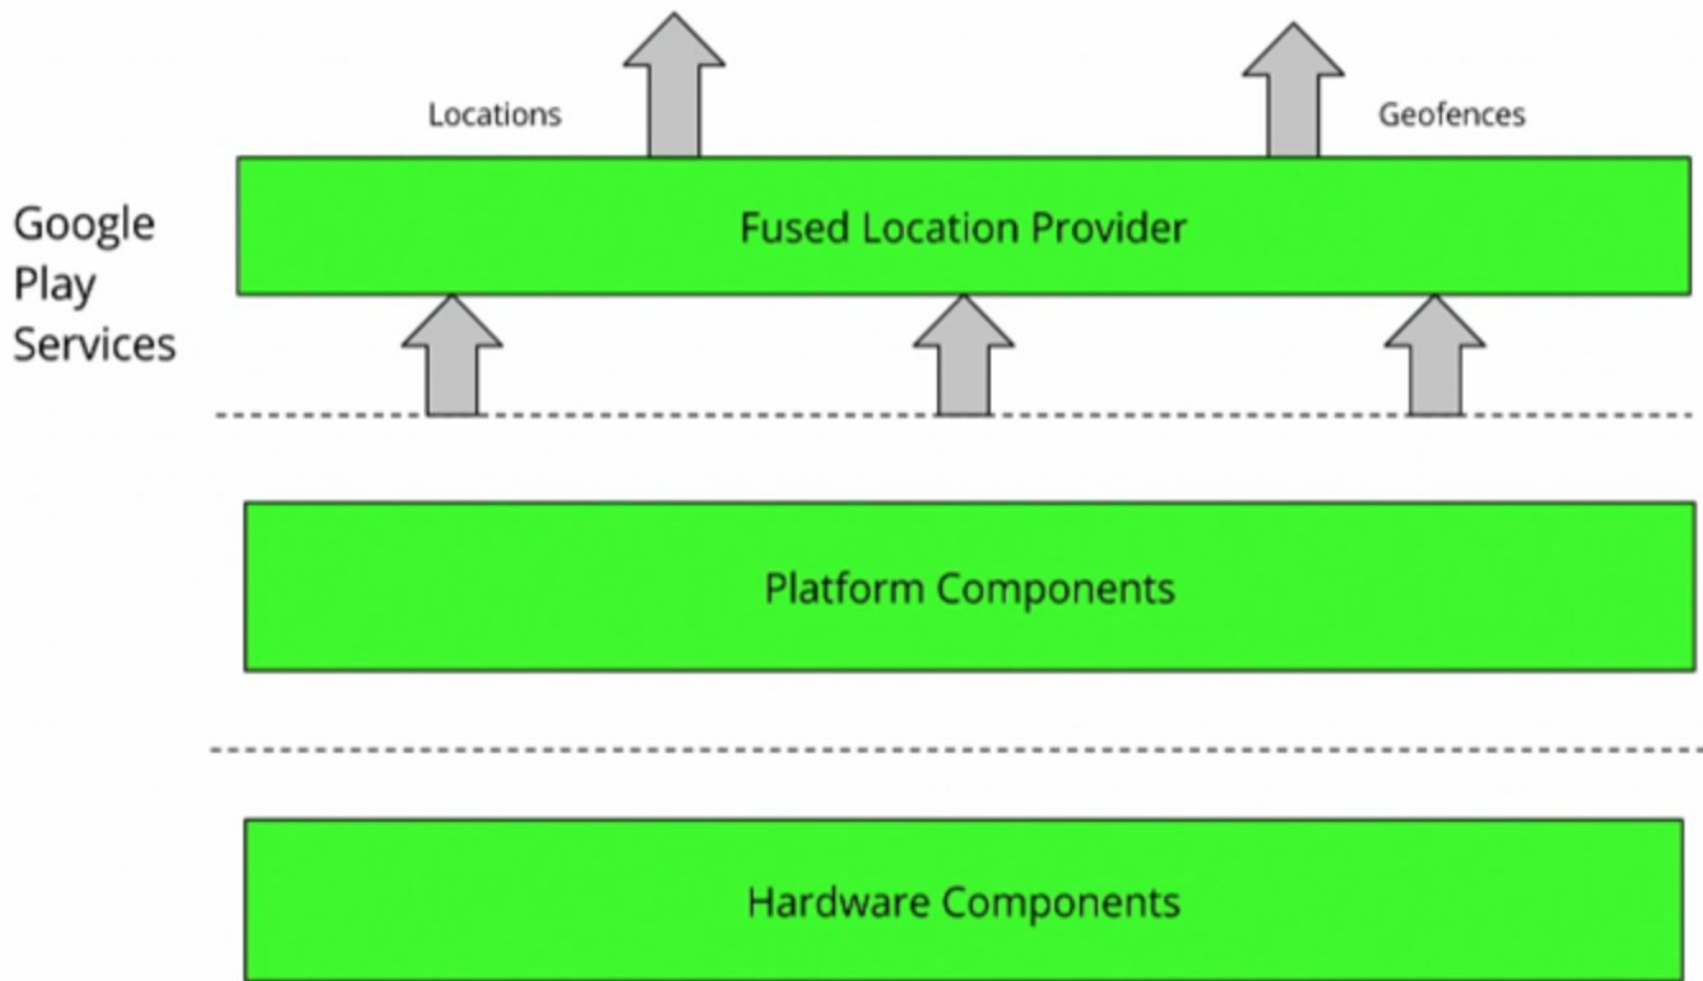 Locations
Geofences
Google
Play
Services
Fused Location Provider
Platform Components
Hardware Components